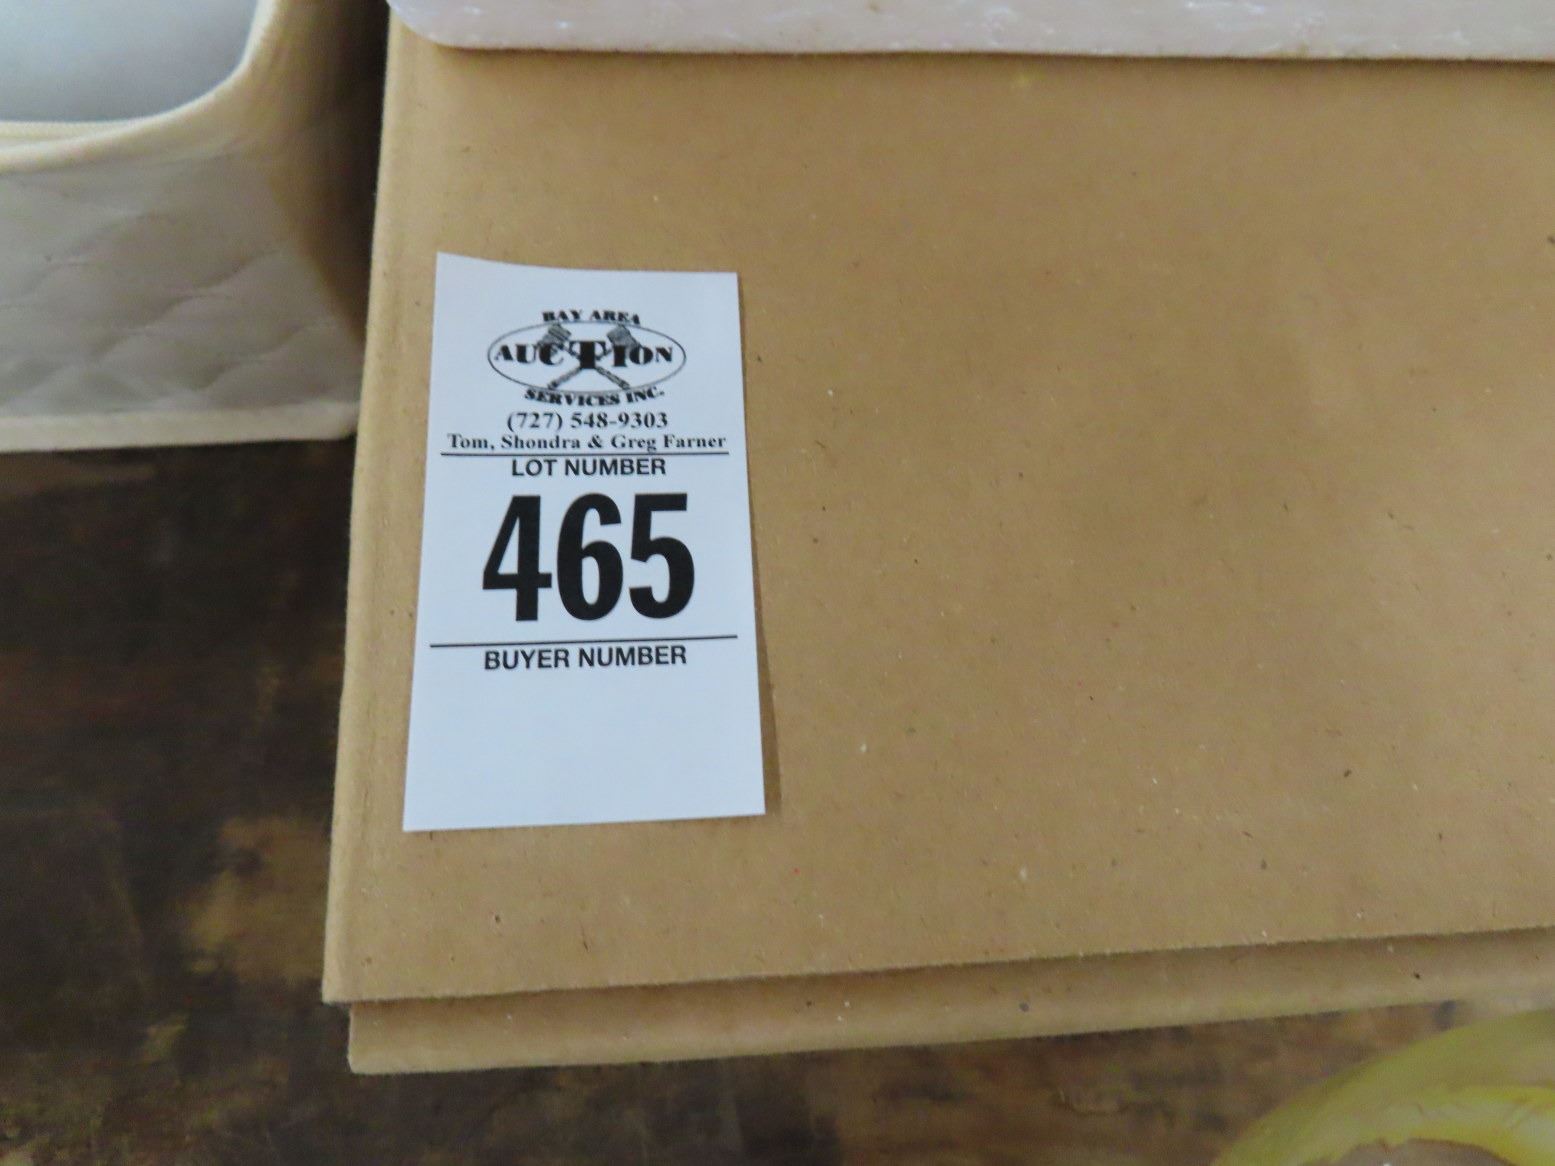 BAY AREA
AUCTION
SERVICES INC.
(727) 548-9303
Tom, Shondra & Greg Farner
LOT NUMBER
465
BUYER NUMBER